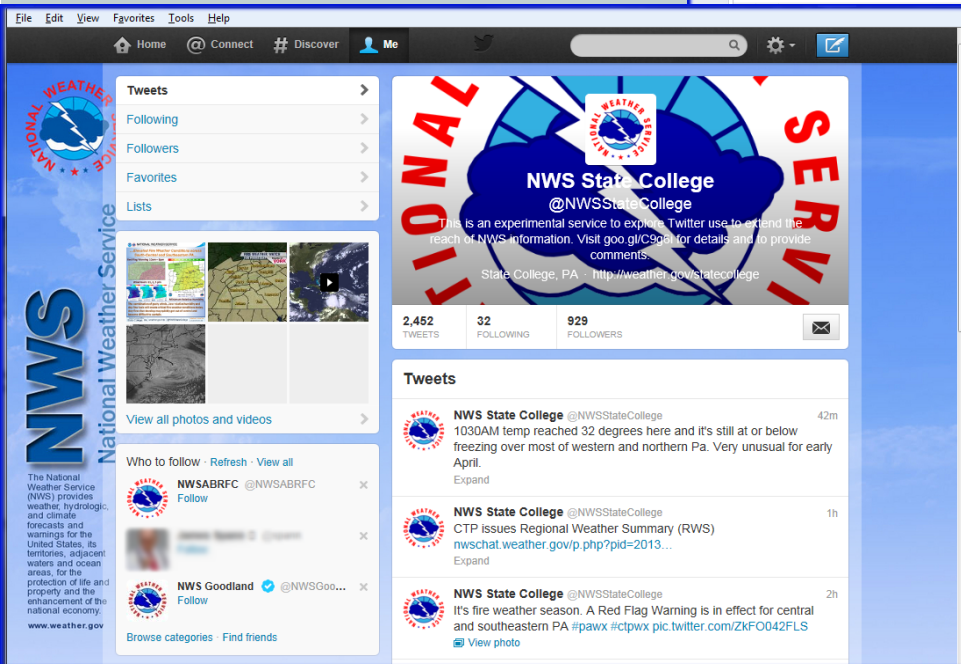 File Edit View Favorites Tools Help
Home @ Connect # Discover Me
NATIONAL WEATHER SERVICE
NWS
National Weather Service
The National
Weather Service
(NWS) provides
weather, hydrologic,
and climate
forecasts and
warnings for the
United States, its
territories, adjacent
waters and ocean
areas, for the
protection of life and
property and the
enhancement of the
national economy.
www.weather.gov
Tweets
Following
Followers
Favorites
Lists
View all photos and videos
Who to follow · Refresh · View all
NWSABRFC @NWSABRFC
Follow
NWS Goodland @NWSGoo...
Follow
Browse categories · Find friends
NATIONAL WEATHER SERVICE
NWS State College
@NWSStateCollege
This is an experimental service to explore Twitter use to extend the
reach of NWS information. Visit goo.gl/C9g6I for details and to provide
comments.
State College, PA · http://weather.gov/statecollege
2,452 32 929
TWEETS FOLLOWING FOLLOWERS
Tweets
NWS State College @NWSStateCollege 42m
1030AM temp reached 32 degrees here and it's still at or below
freezing over most of western and northern Pa. Very unusual for early
April.
Expand
NWS State College @NWSStateCollege 1h
CTP issues Regional Weather Summary (RWS)
nwschat.weather.gov/p.php?pid=2013...
Expand
NWS State College @NWSStateCollege 2h
It's fire weather season. A Red Flag Warning is in effect for central
and southeastern PA #pawx #ctpwx pic.twitter.com/ZkFO042FLS
View photo